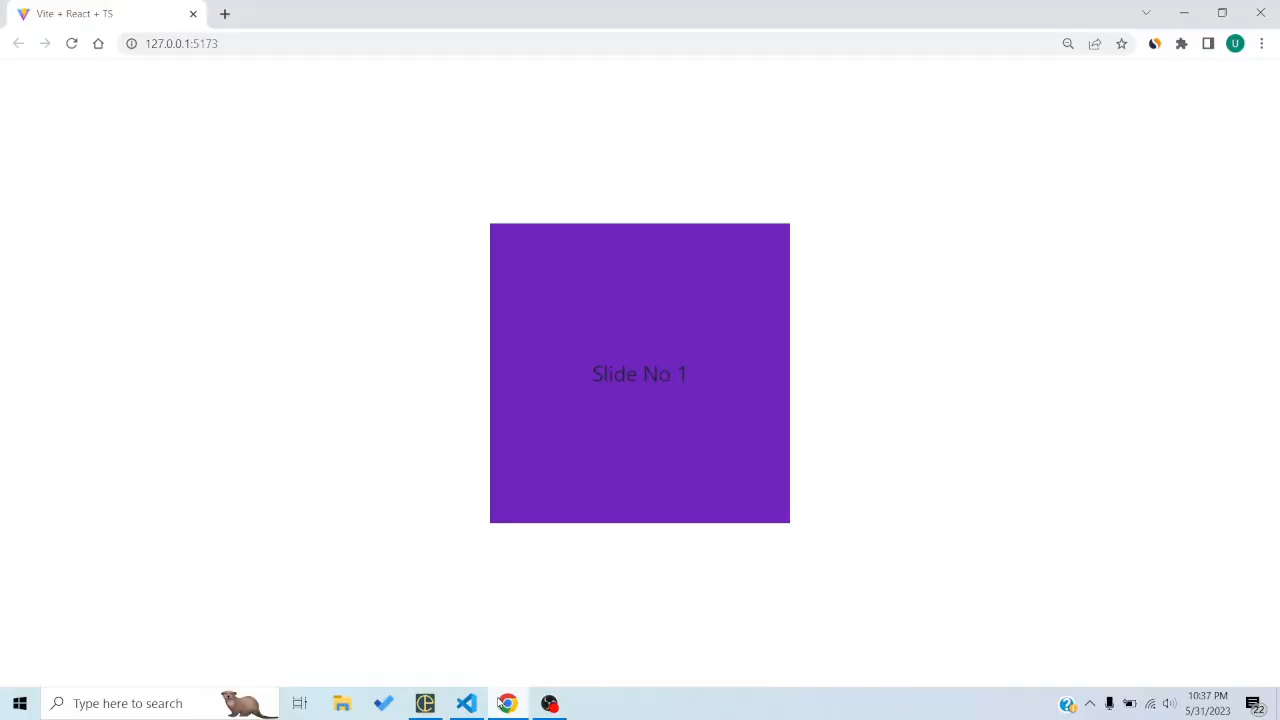 Vite + React + TS
127.0.0.1:5173
U
Slide No 1
Type here to search
10:37 PM
5/31/2023
22